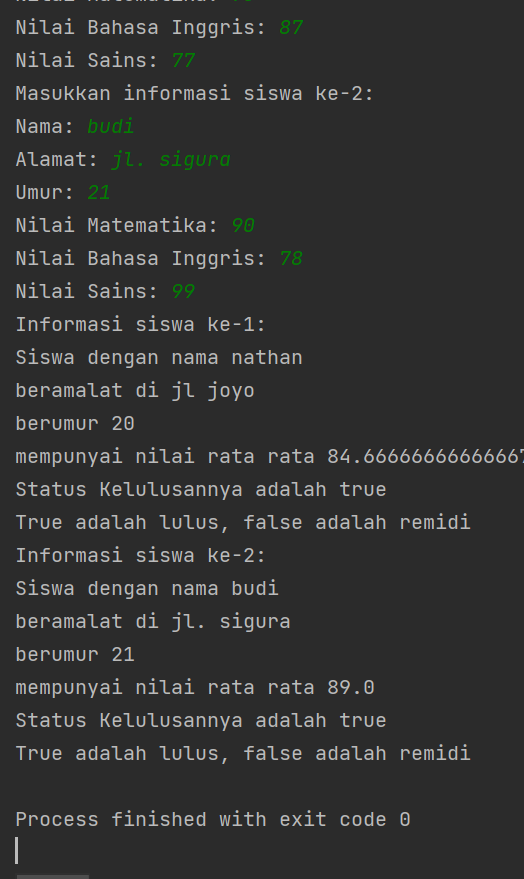 Nilai Bahasa Inggris: 87
Nilai Sains: 77
Masukkan informasi siswa ke-2:
Nama: budi
Alamat: jl. sigura
Umur: 21
Nilai Matematika: 90
Nilai Bahasa Inggris: 78
Nilai Sains: 99
Informasi siswa ke-1:
Siswa dengan nama nathan
beramalat di jl joyo
berumur 20
mempunyai nilai rata rata 84.66666666666667
Status Kelulusannya adalah true
True adalah lulus, false adalah remidi
Informasi siswa ke-2:
Siswa dengan nama budi
beramalat di jl. sigura
berumur 21
mempunyai nilai rata rata 89.0
Status Kelulusannya adalah true
True adalah lulus, false adalah remidi
Process finished with exit code 0